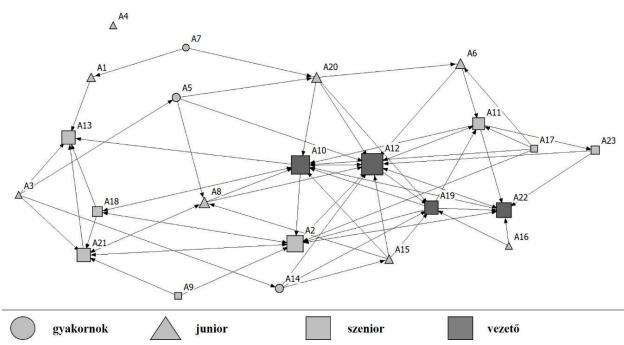 A4
A7
A6
A1
A20
A5
A11
A13
A17
A23
A10
A12
A3
A18
A8
A19
A22
A21
A2
A16
A15
A9
A14
gyakornok junior szenior vezető